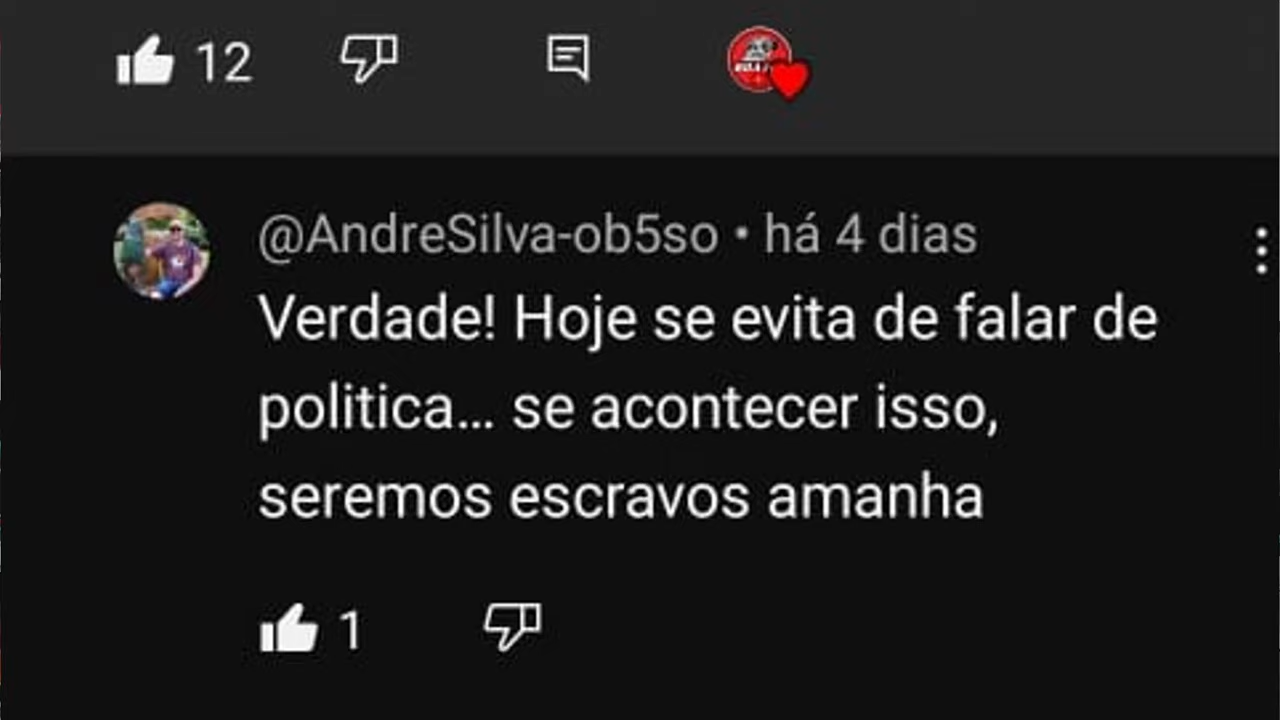 12
@AndreSilva-ob5so • há 4 dias
Verdade! Hoje se evita de falar de
politica... se acontecer isso,
seremos escravos amanha
1